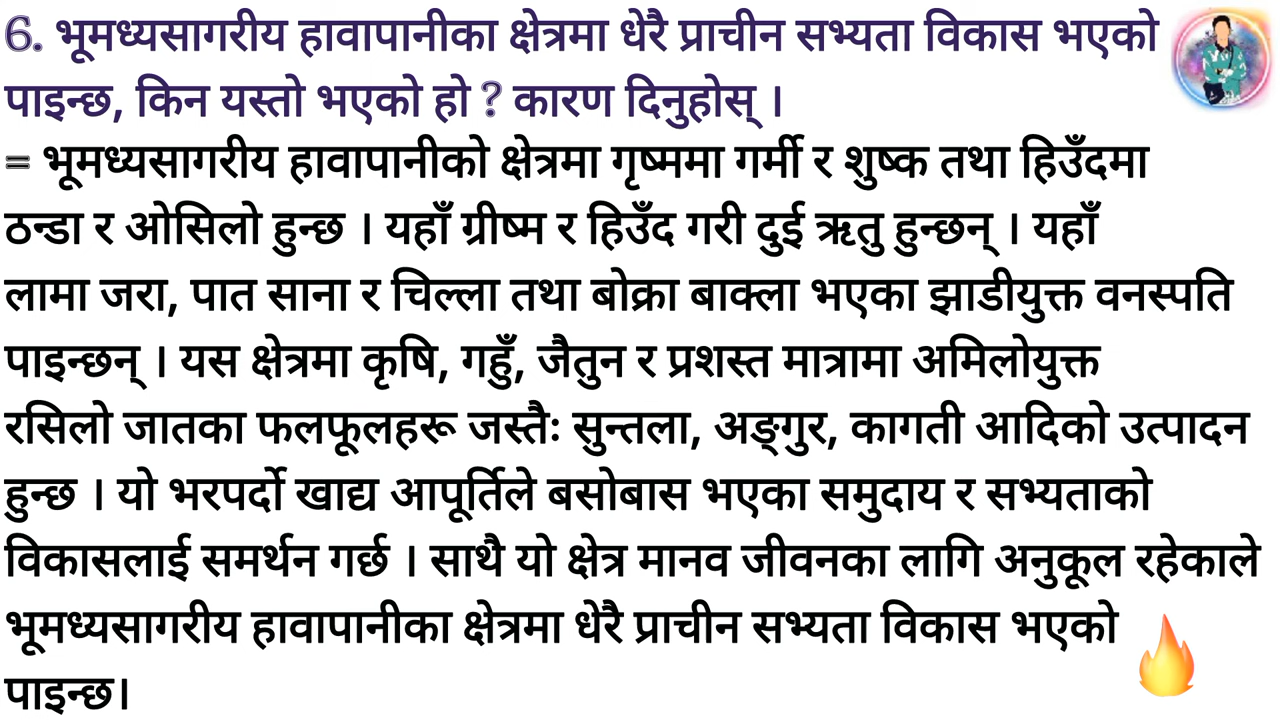 6. भूमध्यसागरीय हावापानीका क्षेत्रमा धेरै प्राचीन सभ्यता विकास भएको
पाइन्छ, किन यस्तो भएको हो ? कारण दिनुहोस् ।
= भूमध्यसागरीय हावापानीको क्षेत्रमा गृष्ममा गर्मी र शुष्क तथा हिउँदमा
ठन्डा र ओसिलो हुन्छ । यहाँ ग्रीष्म र हिउँद गरी दुई ऋतु हुन्छन् । यहाँ
लामा जरा, पात साना र चिल्ला तथा बोक्रा बाक्ला भएका झाडीयुक्त वनस्पति
पाइन्छन् । यस क्षेत्रमा कृषि, गहुँ, जैतुन र प्रशस्त मात्रामा अमिलोयुक्त
रसिलो जातका फलफूलहरू जस्तैः सुन्तला, अङ्गुर, कागती आदिको उत्पादन
हुन्छ । यो भरपर्दो खाद्य आपूर्तिले बसोबास भएका समुदाय र सभ्यताको
विकासलाई समर्थन गर्छ । साथै यो क्षेत्र मानव जीवनका लागि अनुकूल रहेकाले
भूमध्यसागरीय हावापानीका क्षेत्रमा धेरै प्राचीन सभ्यता विकास भएको
पाइन्छ।